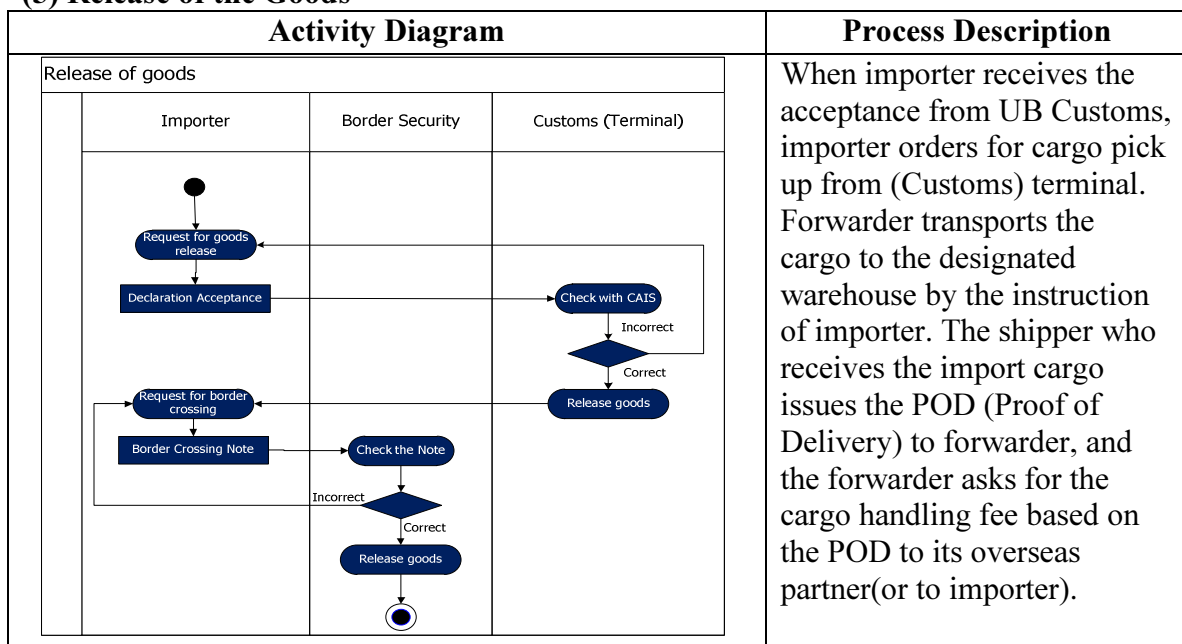 (b) Release of the Goods
Activity Diagram
Process Description
Release of goods
Importer
Border Security
Customs (Terminal)
Request for goods
release
Declaration Acceptance
Check with CAIS
Incorrect
Correct
Release goods
Request for border
crossing
Border Crossing Note
Check the Note
Incorrect
Correct
Release goods
When importer receives the
acceptance from UB Customs,
importer orders for cargo pick
up from (Customs) terminal.
Forwarder transports the
cargo to the designated
warehouse by the instruction
of importer. The shipper who
receives the import cargo
issues the POD (Proof of
Delivery) to forwarder, and
the forwarder asks for the
cargo handling fee based on
the POD to its overseas
partner(or to importer).